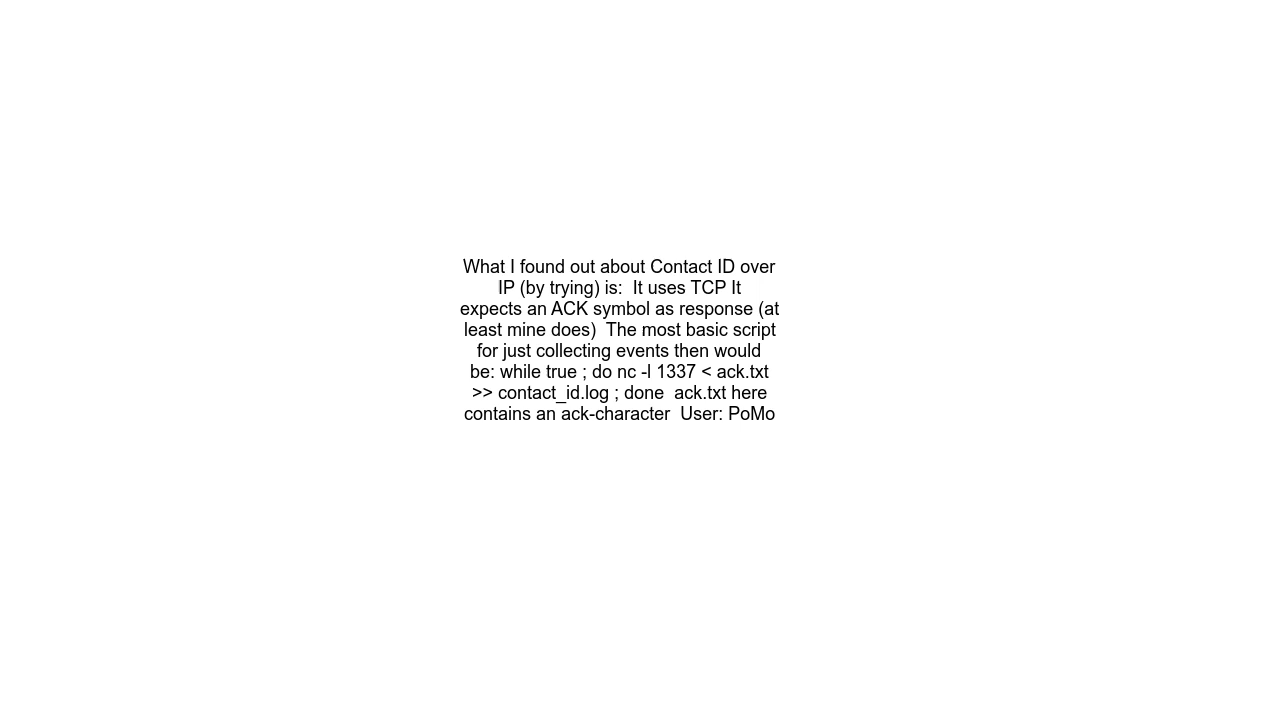 What I found out about Contact ID over
IP (by trying) is:  It uses TCP It
expects an ACK symbol as response (at
least mine does)  The most basic script
for just collecting events then would
be: while true ; do nc -l 1337 < ack.txt
>> contact_id.log ; done  ack.txt here
contains an ack-character  User: PoMo